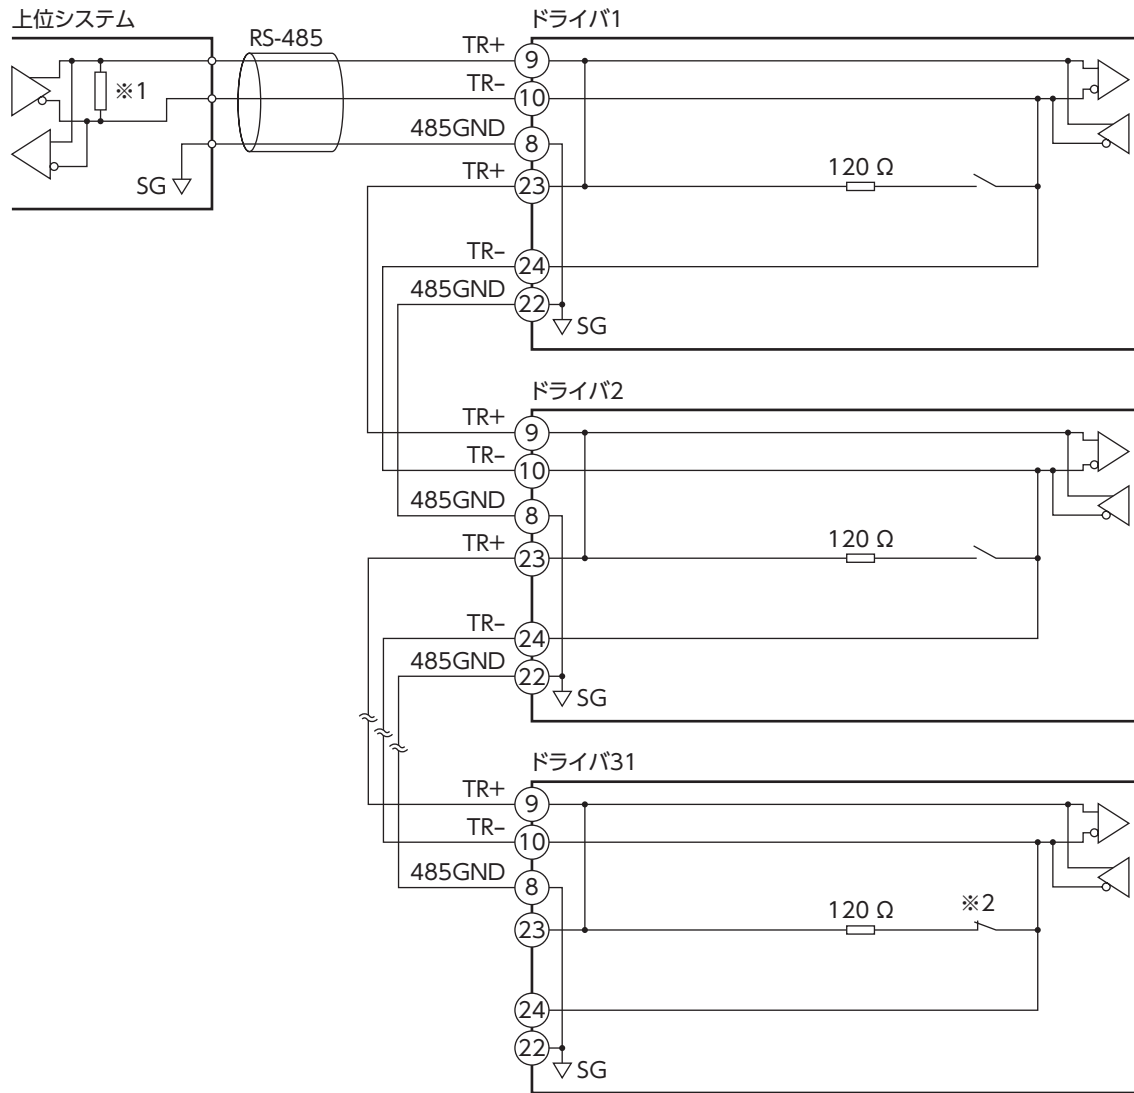 上位システム
RS-485
※1
SG
ドライバ1
TR+
9
TR-
10
485GND
8
TR+
23
120 Ω
TR-
24
485GND
22
SG
ドライバ2
TR+
9
TR-
10
485GND
8
TR+
23
120 Ω
TR-
24
485GND
22
SG
ドライバ31
TR+
9
TR-
10
485GND
8
23
120 Ω
※2
24
22
SG